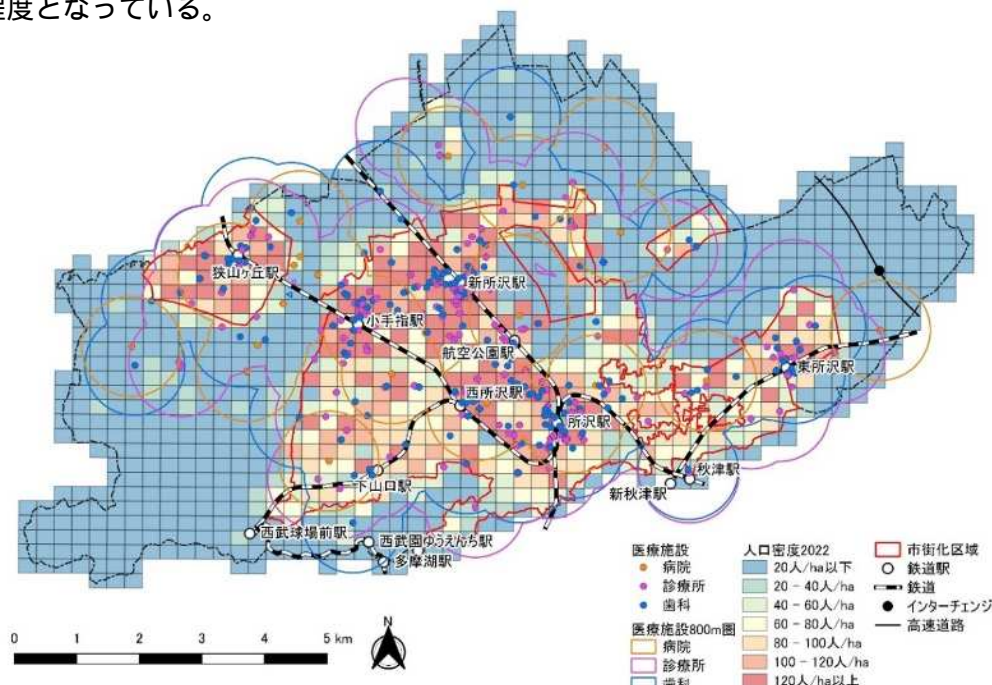 程度となっている。
狭山ヶ丘駅
新所沢駅
小手指駅
航空公園駅
東所沢駅
西所沢駅
所沢駅
秋津駅
新秋津駅
下山口駅
西武球場前駅
西武園ゆうえんち駅
多摩湖駅
医療施設
病院
診療所
歯科
医療施設800m圏
病院
診療所
歯科
人口密度2022
20人/ha以下
20 - 40人/ha
40 - 60人/ha
60 - 80人/ha
80 - 100人/ha
100 - 120人/ha
120人/ha以上
市街化区域
鉄道駅
鉄道
インターチェンジ
高速道路
N
0 1 2 3 4 5 km